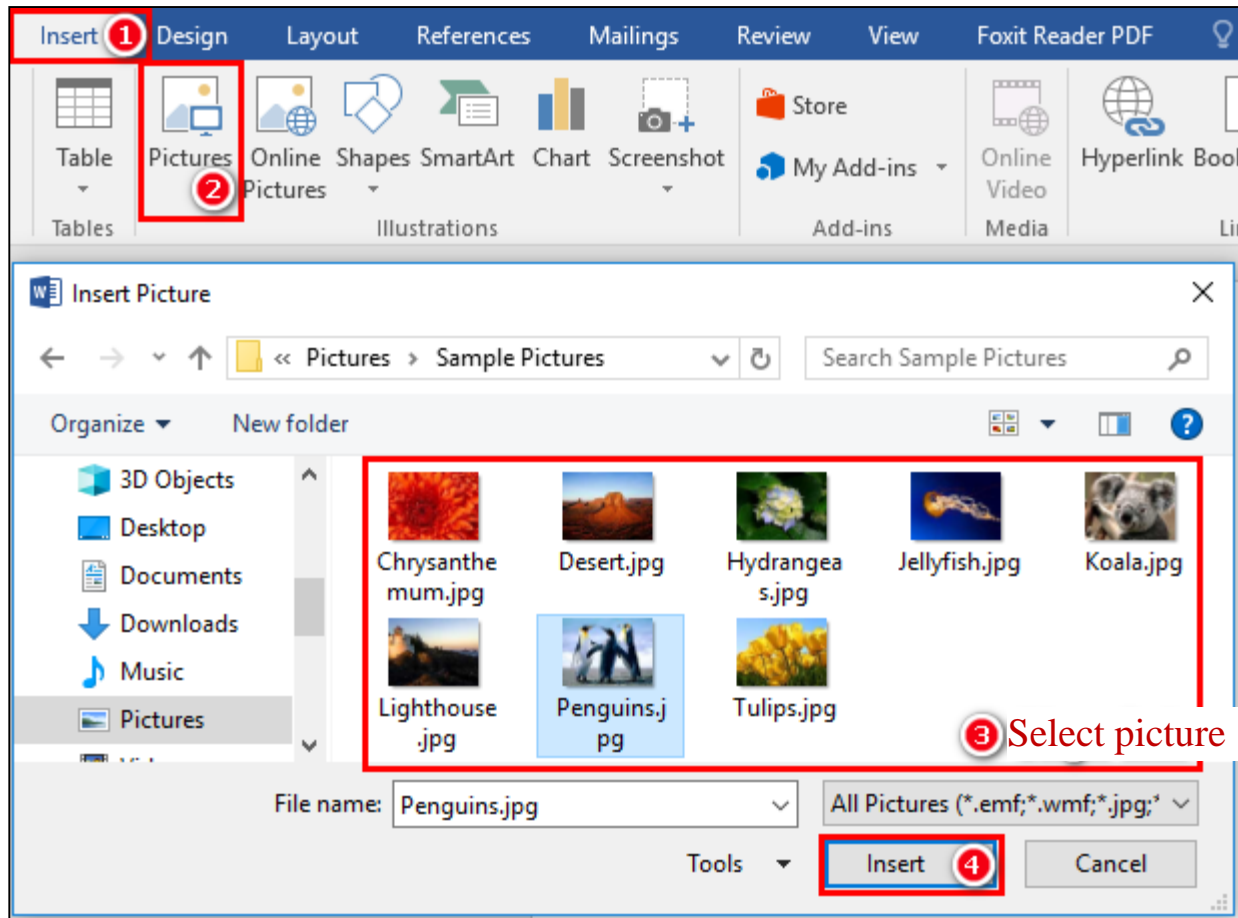 Insert 1 Design Layout References Mailings Review View Foxit Reader PDF
Table Pictures Online Pictures Shapes SmartArt Chart Screenshot
2
Store
My Add-ins
Online Video
Hyperlink
Tables Illustrations Add-ins Media
Insert Picture
« Pictures › Sample Pictures
Search Sample Pictures
Organize New folder
3D Objects
Desktop
Documents
Downloads
Music
Pictures
Chrysanthe
mum.jpg
Desert.jpg
Hydrangea
s.jpg
Jellyfish.jpg
Koala.jpg
Lighthouse
.jpg
Penguins.j
pg
Tulips.jpg
3 Select picture
File name: Penguins.jpg All Pictures (*.emf;*.wmf;*.jpg;*
Tools Insert 4 Cancel